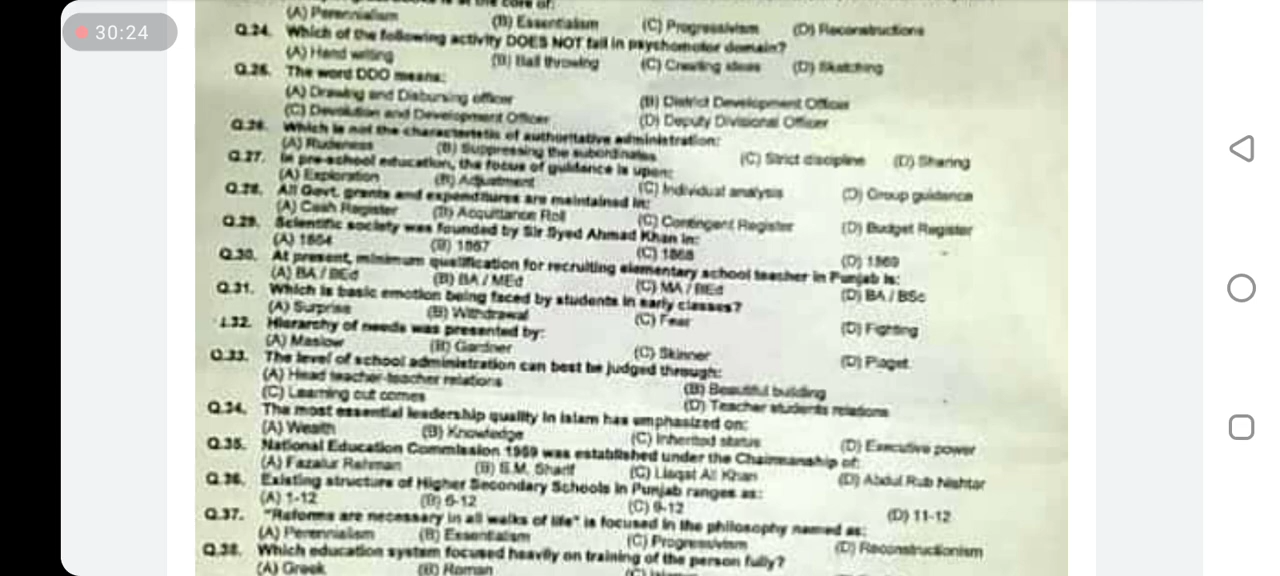 30:24
is at the core of:
(A) Perennialism (B) Essentialism (C) Progressivism (D) Reconstructions
Q.24. Which of the following activity DOES NOT fall in psychomotor domain?
(A) Hand writing (B) Ball throwing (C) Creating ideas (D) Sketching
Q.25. The word DDO means:
(A) Drawing and Disbursing officer (B) District Development Officer
(C) Devolution and Development Officer (D) Deputy Divisional Officer
Q.26. Which is not the characteristic of authoritative administration:
(A) Rudeness (B) Suppressing the subordinates (C) Strict discipline (D) Sharing
Q.27. In pre-school education, the focus of guidance is upon:
(A) Exploration (B) Adjustment (C) Individual analysis (D) Group guidance
Q.28. All Govt. grants and expenditures are maintained in:
(A) Cash Register (B) Acquittance Roll (C) Contingent Register (D) Budget Register
Q.29. Scientific society was founded by Sir Syed Ahmad Khan in:
(A) 1864 (B) 1867 (C) 1868 (D) 1869
Q.30. At present, minimum qualification for recruiting elementary school teacher in Punjab is:
(A) BA / BEd (B) BA / MEd (C) MA / BEd (D) BA / BSc
Q.31. Which is basic emotion being faced by students in early classes?
(A) Surprise (B) Withdrawal (C) Fear (D) Fighting
.32. Hierarchy of needs was presented by:
(A) Maslow (B) Gardner (C) Skinner (D) Piaget
Q.33. The level of school administration can best be judged through:
(A) Head teacher-teacher relations (B) Beautiful building
(C) Learning out comes (D) Teacher students relations
Q.34. The most essential leadership quality in Islam has emphasized on:
(A) Wealth (B) Knowledge (C) Inherited status (D) Executive power
Q.35. National Education Commission 1959 was established under the Chairmanship of:
(A) Fazalur Rehman (B) S.M. Sharif (C) Liaqat Ali Khan (D) Abdul Rub Nishtar
Q.36. Existing structure of Higher Secondary Schools in Punjab ranges as:
(A) 1-12 (B) 6-12 (C) 9-12 (D) 11-12
Q.37. "Reforms are necessary in all walks of life" is focused in the philosophy named as:
(A) Perennialism (B) Essentialism (C) Progressivism (D) Reconstructionism
Q.38. Which education system focused heavily on training of the person fully?
(A) Greek (B) Roman (C)